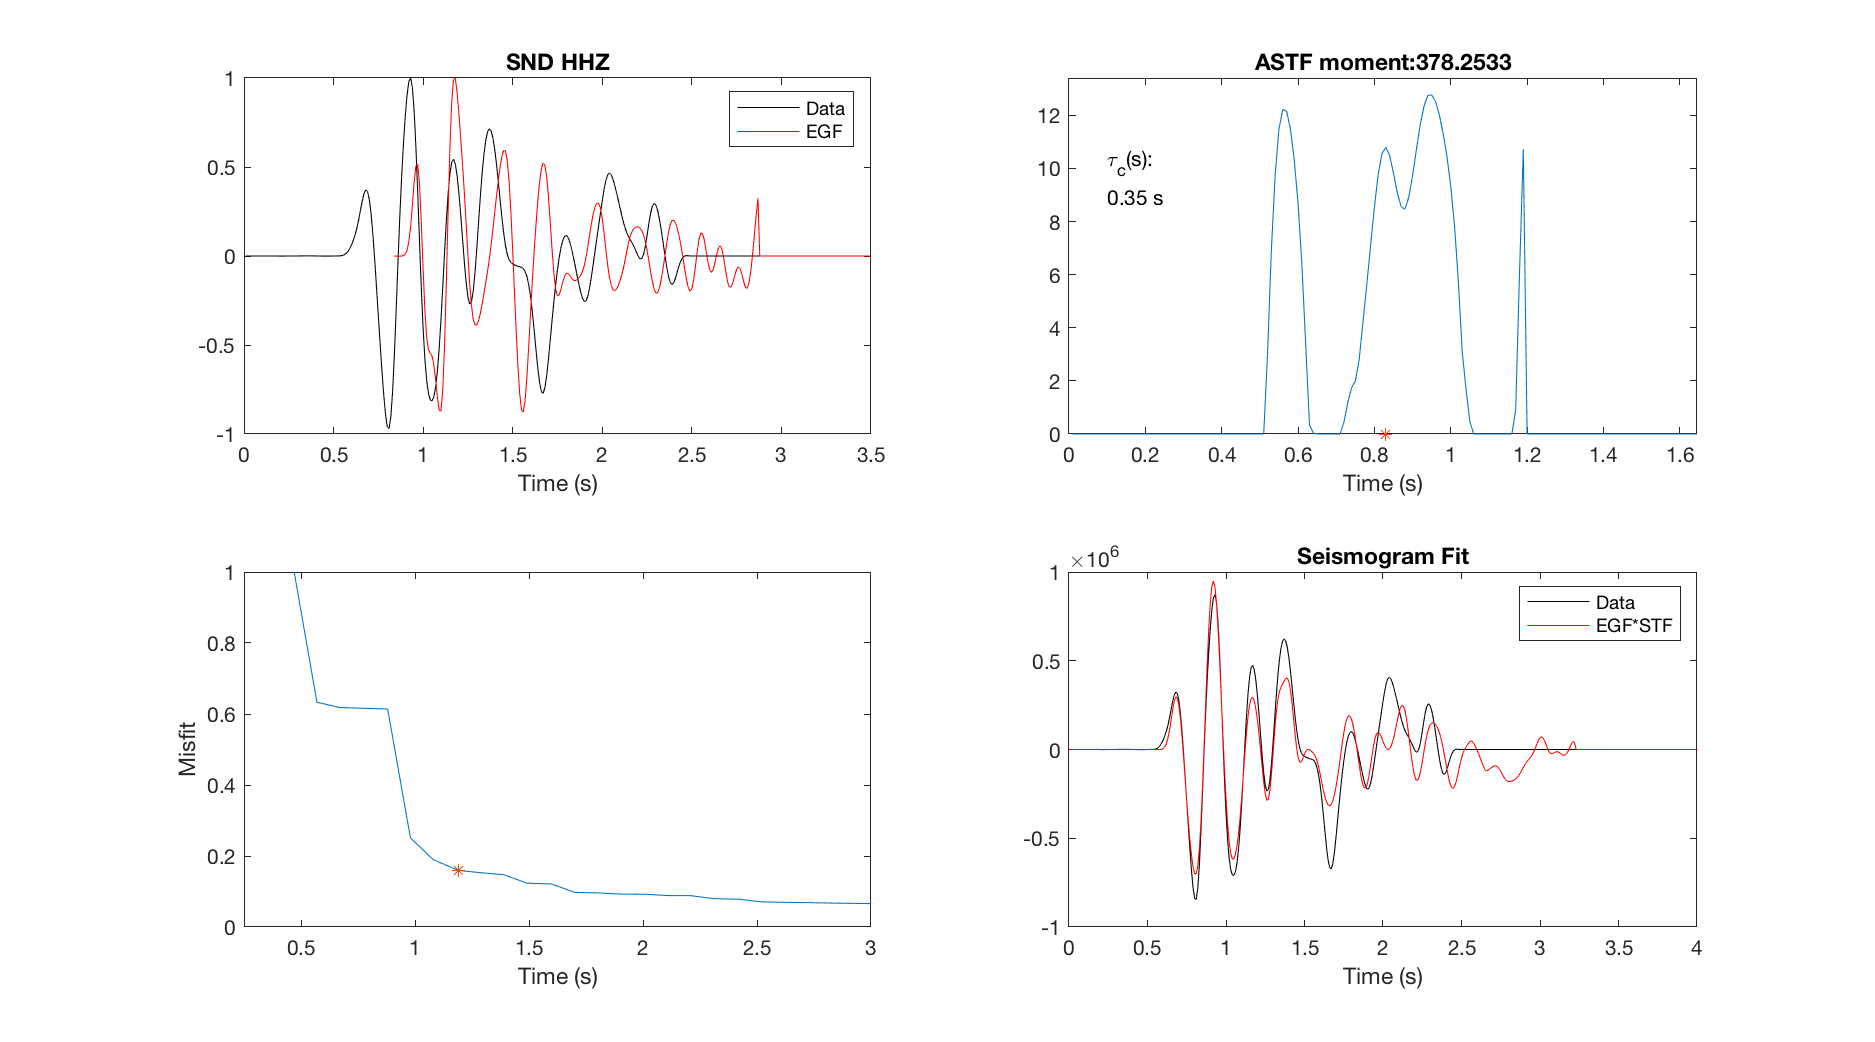 SND HHZ
1
0.5
0
-0.5
-1
0 0.5 1 1.5 2 2.5 3 3.5
Time (s)
Data
EGF
ASTF moment:378.2533
12
10
8
6
4
2
0
0 0.2 0.4 0.6 0.8 1 1.2 1.4 1.6
Time (s)
τc(s):
0.35 s
1
0.8
0.6
0.4
0.2
0
Misfit
0.5 1 1.5 2 2.5 3
Time (s)
Seismogram Fit
×10^6
1
0.5
0
-0.5
-1
0 0.5 1 1.5 2 2.5 3 3.5 4
Time (s)
Data
EGF*STF